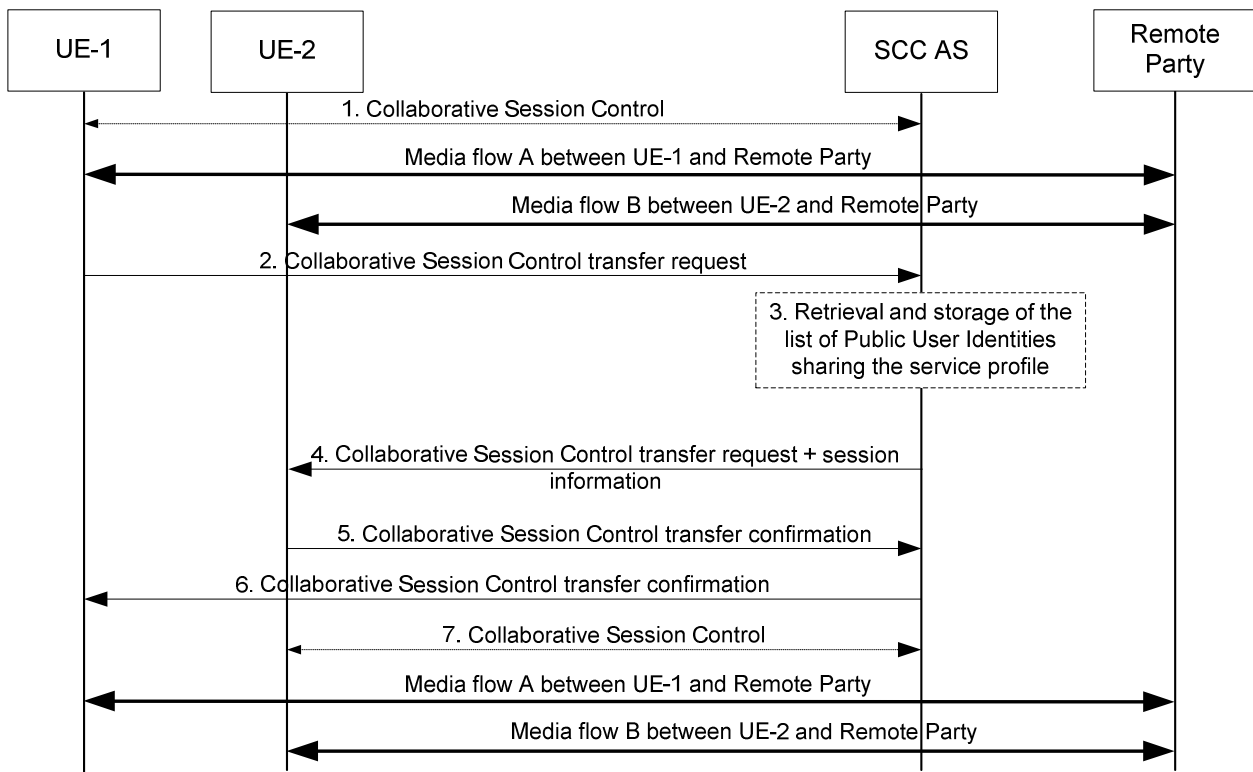 UE-1
UE-2
SCC AS
Remote
Party
1. Collaborative Session Control
Media flow A between UE-1 and Remote Party
Media flow B between UE-2 and Remote Party
2. Collaborative Session Control transfer request
3. Retrieval and storage of the
list of Public User Identities
sharing the service profile
4. Collaborative Session Control transfer request + session
information
5. Collaborative Session Control transfer confirmation
6. Collaborative Session Control transfer confirmation
7. Collaborative Session Control
Media flow A between UE-1 and Remote Party
Media flow B between UE-2 and Remote Party